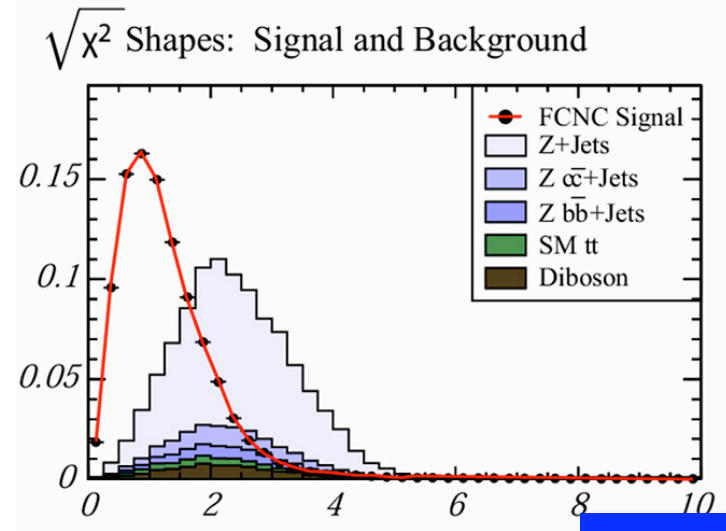 √χ² Shapes: Signal and Background
FCNC Signal
Z+Jets
Z cc̅+Jets
Z bb̅+Jets
SM tt
Diboson
0.15
0.1
0.05
0
0 2 4 6 8 10